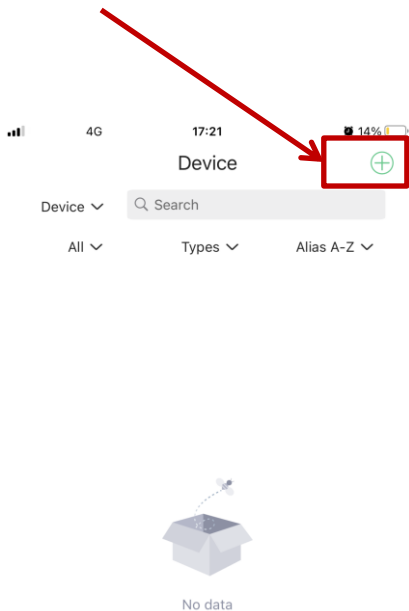 4G 17:21 14%
Device
Device Search
All Types Alias A-Z
No data